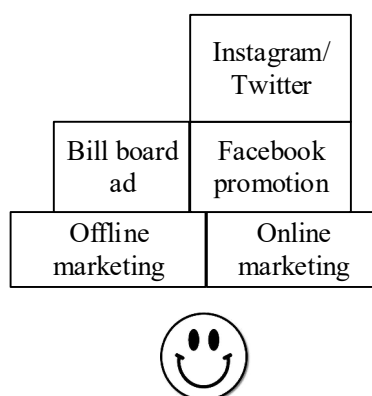 Instagram/
Twitter
Bill board
ad
Facebook
promotion
Offline
marketing
Online
marketing